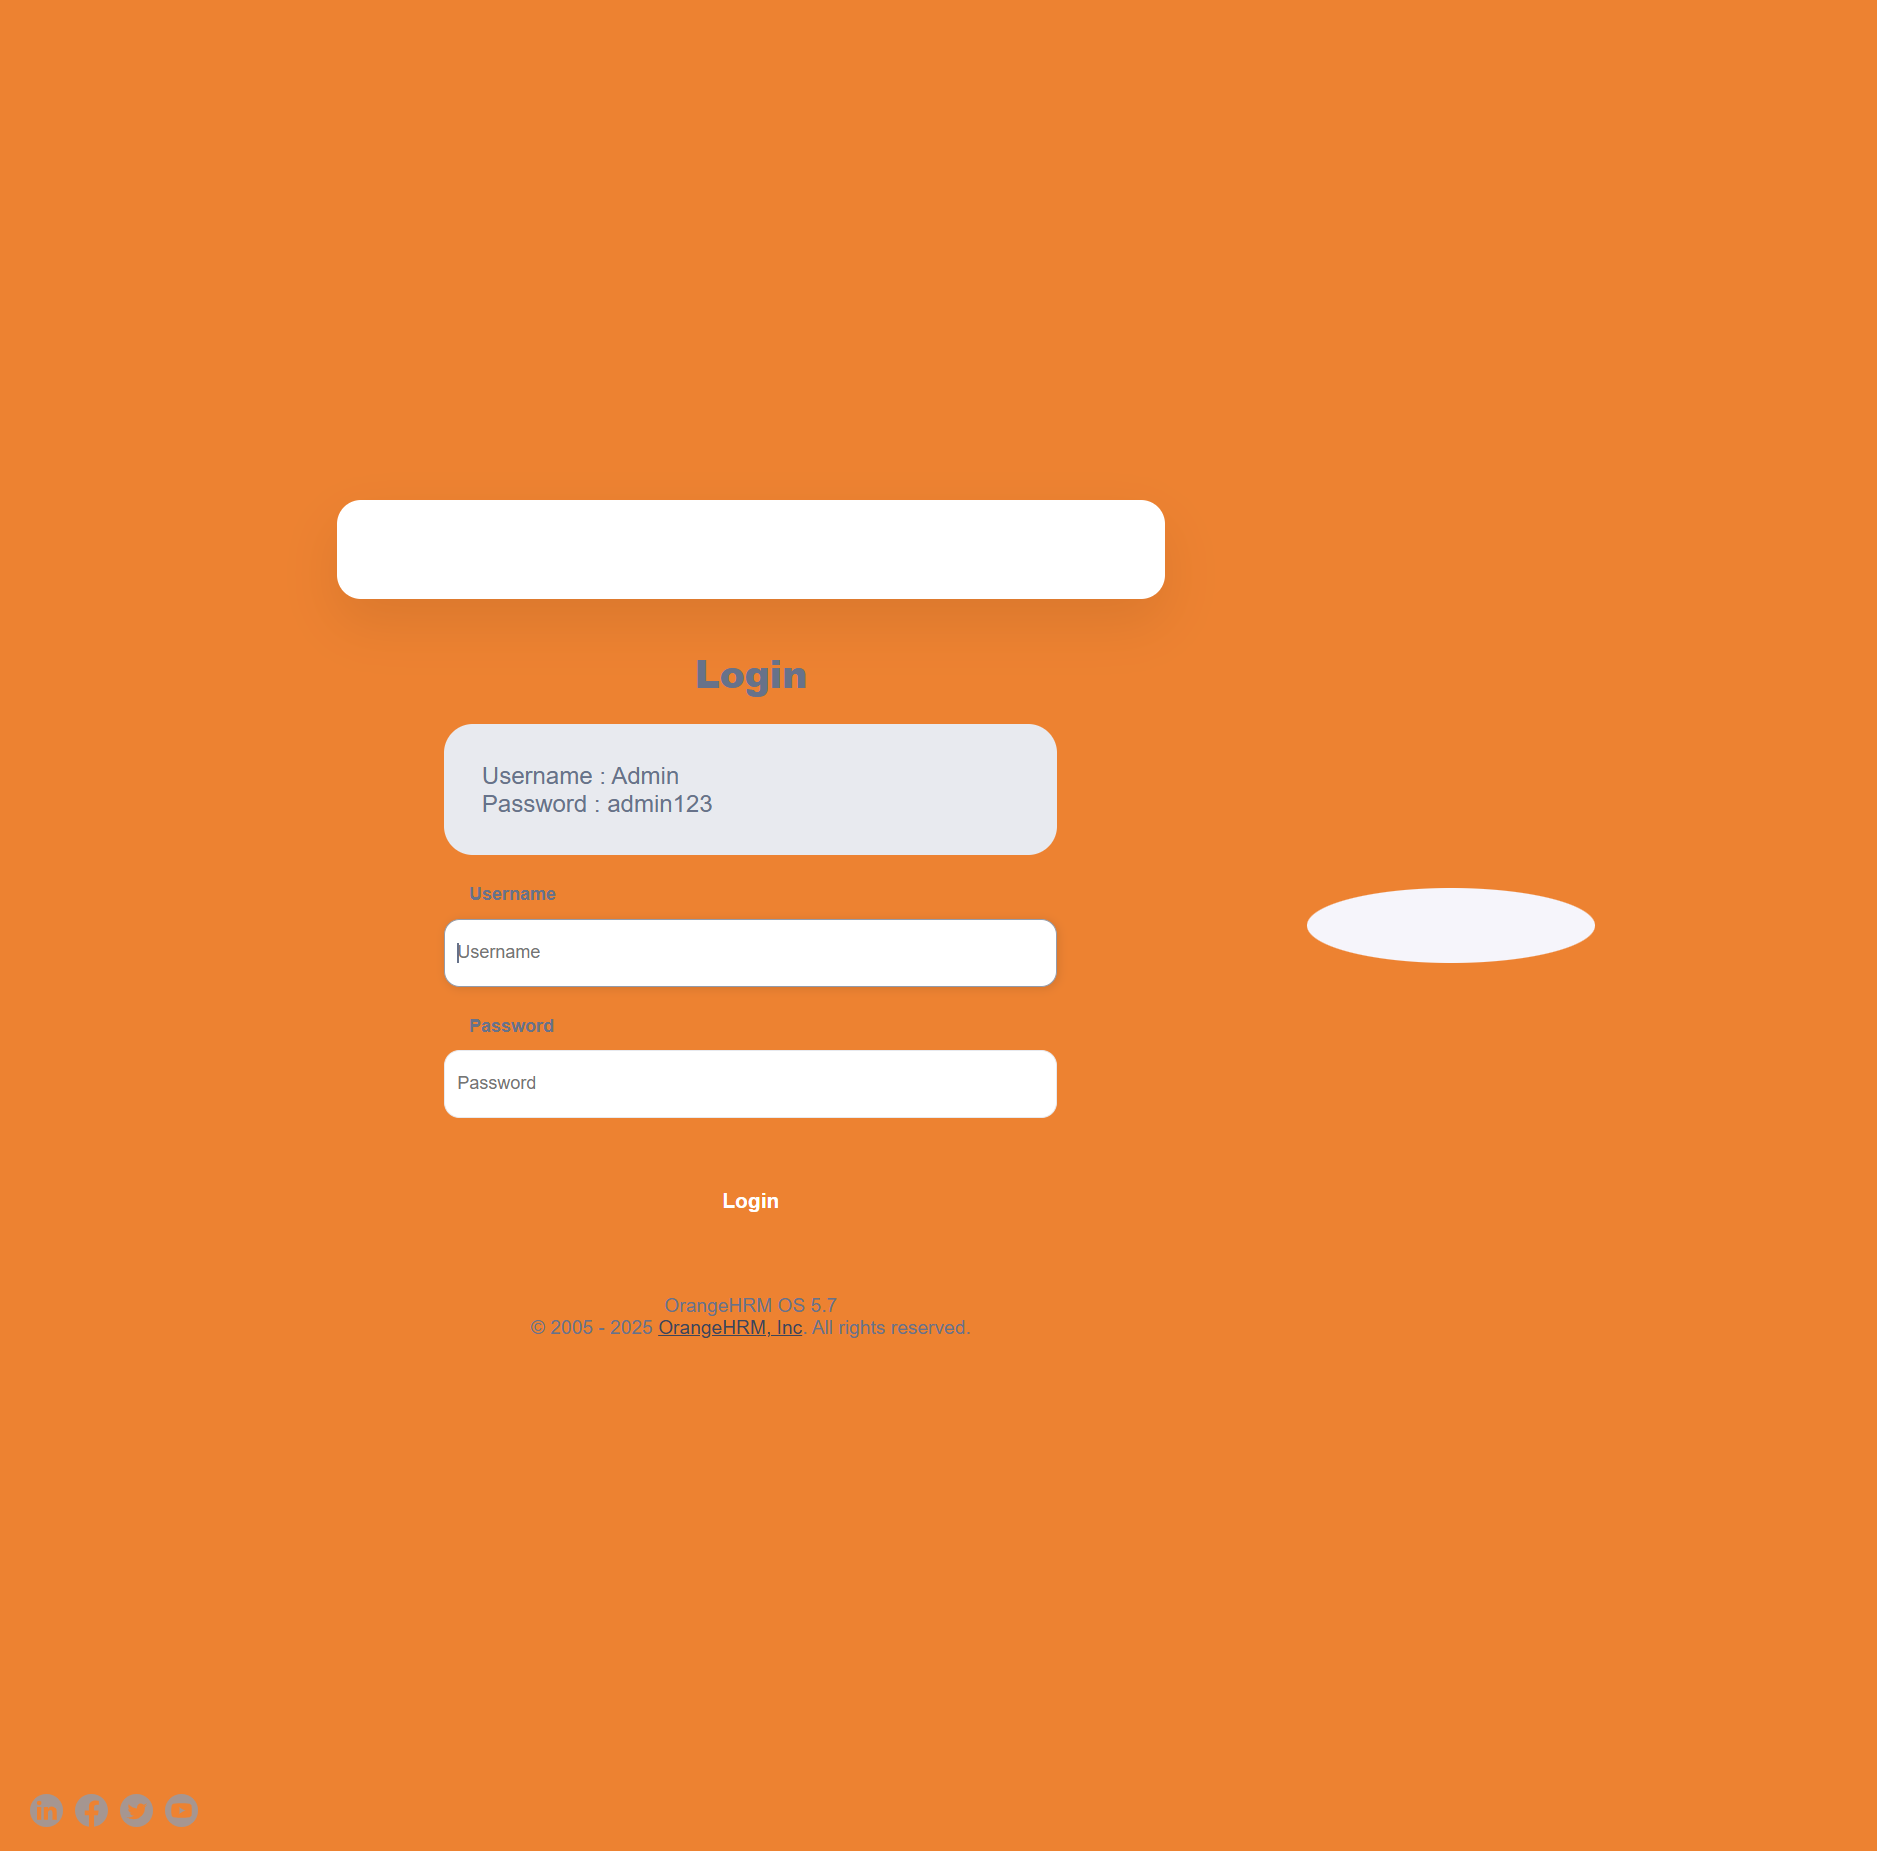 Login
Username : Admin
Password : admin123
Username
Username
Password
Password
Login
OrangeHRM OS 5.7
© 2005 - 2025 OrangeHRM, Inc. All rights reserved.